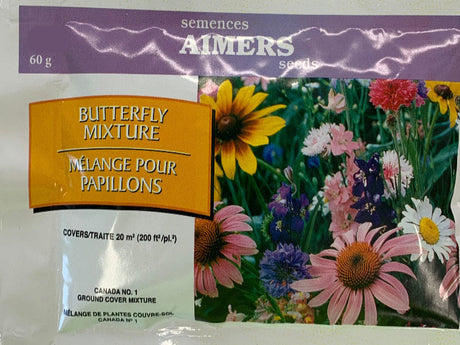 semences
AIMERS
seeds
60 g
BUTTERFLY
MIXTURE
MÉLANGE POUR
PAPILLONS
COVERS/TRAITE 20 m² (200 ft²/pi.²)
CANADA NO. 1
GROUND COVER MIXTURE
MÉLANGE DE PLANTES COUVRE-SOL
CANADA Nº 1